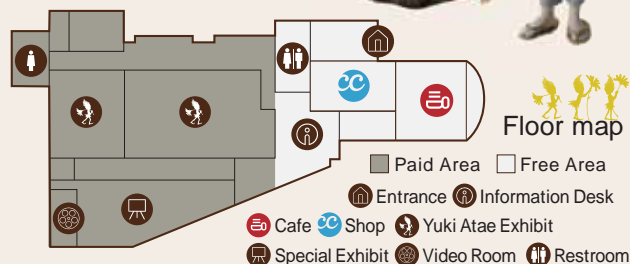 Floor map
Paid Area Free Area
Entrance Information Desk
Cafe Shop Yuki Atae Exhibit
Special Exhibit Video Room Restroom